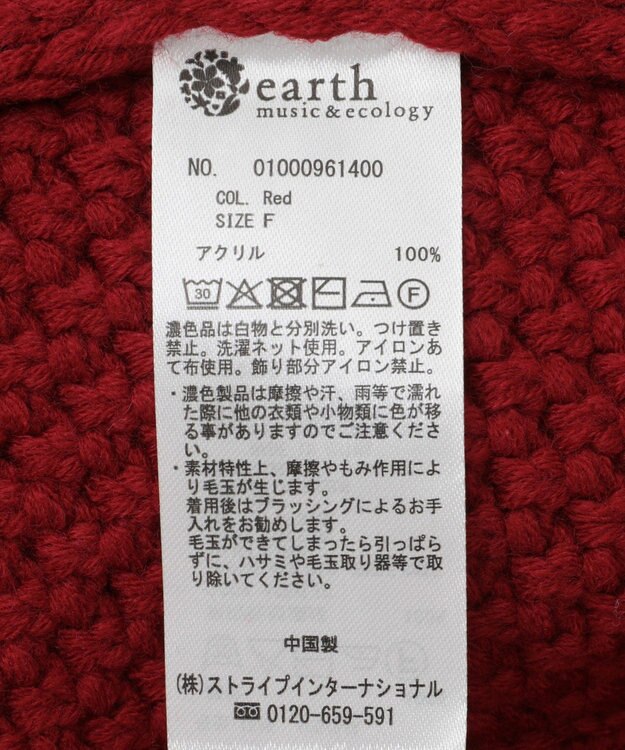 earth
music&ecology
NO. 01000961400
COL. Red
SIZE F
アクリル 100%
30 F
濃色品は白物と分別洗い。つけ置き
禁止。洗濯ネット使用。アイロンあ
て布使用。飾り部分アイロン禁止。
・濃色製品は摩擦や汗、雨等で濡れ
た際に他の衣類や小物類に色が移
る事がありますのでご注意くださ
い。
・素材特性上、摩擦やもみ作用によ
り毛玉が生じます。
着用後はブラッシングによるお手
入れをお勧めします。
毛玉ができてしまったら引っぱら
ずに、ハサミや毛玉取り器等で取
り除いてください。
中国製
(株)ストライプインターナショナル
0120-659-591